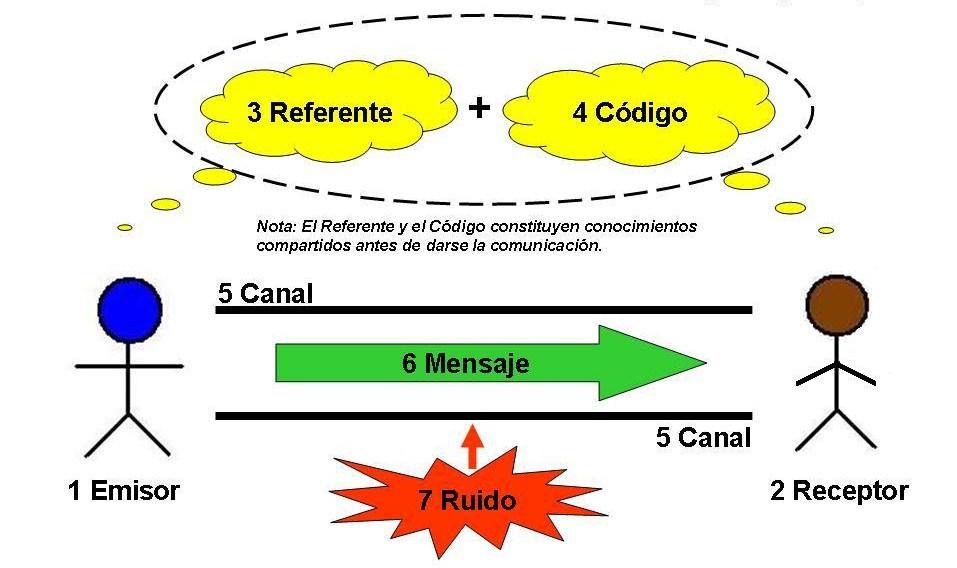 3 Referente + 4 Código
Nota: El Referente y el Código constituyen conocimientos
compartidos antes de darse la comunicación.
5 Canal
6 Mensaje
5 Canal
1 Emisor
7 Ruido
2 Receptor